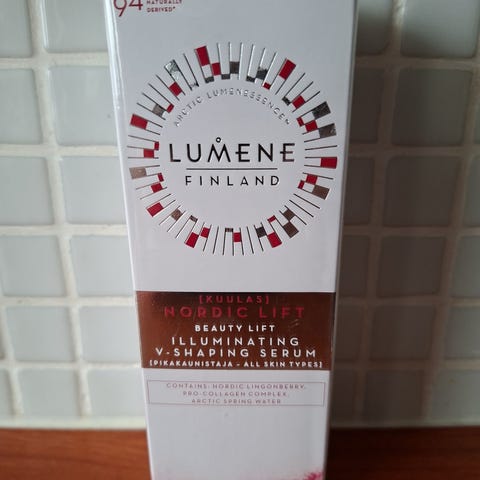 94
NATURALLY
DERIVED*
ARCTIC LUMENESSENCE™
LUMENE
FINLAND
[KUULAS]
NORDIC LIFT
BEAUTY LIFT
ILLUMINATING
V-SHAPING SERUM
[PIKAKAUNISTAJA - ALL SKIN TYPES]
CONTAINS: NORDIC LINGONBERRY,
PRO-COLLAGEN COMPLEX,
ARCTIC SPRING WATER